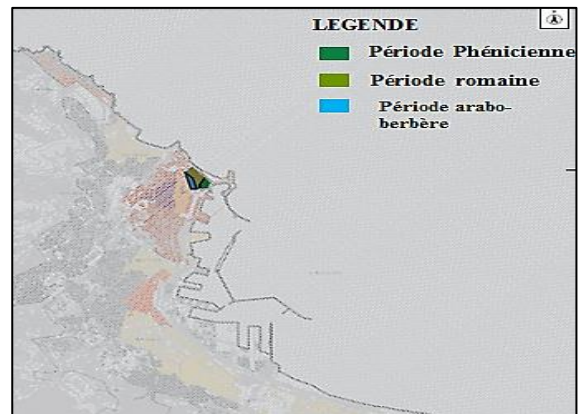 LEGENDE
Période Phénicienne
Période romaine
Période arabo-
berbère